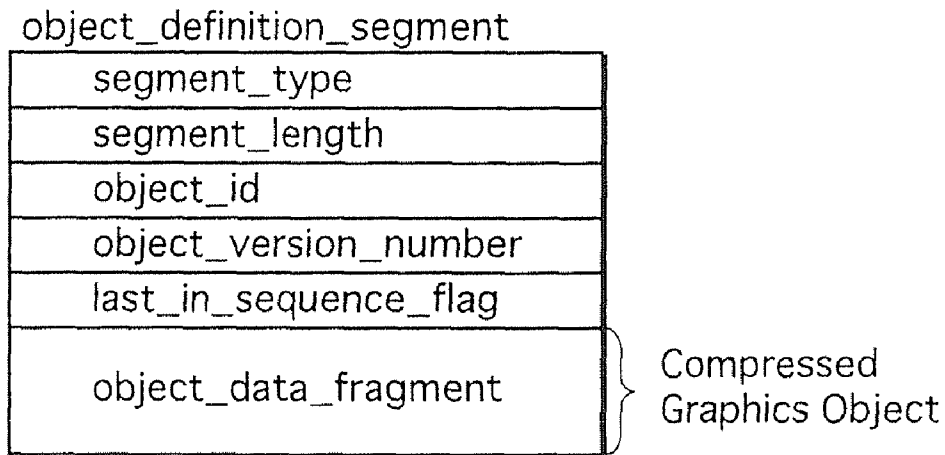 object_definition_segment
segment_type
segment_length
object_id
object_version_number
last_in_sequence_flag
object_data_fragment
Compressed
Graphics Object